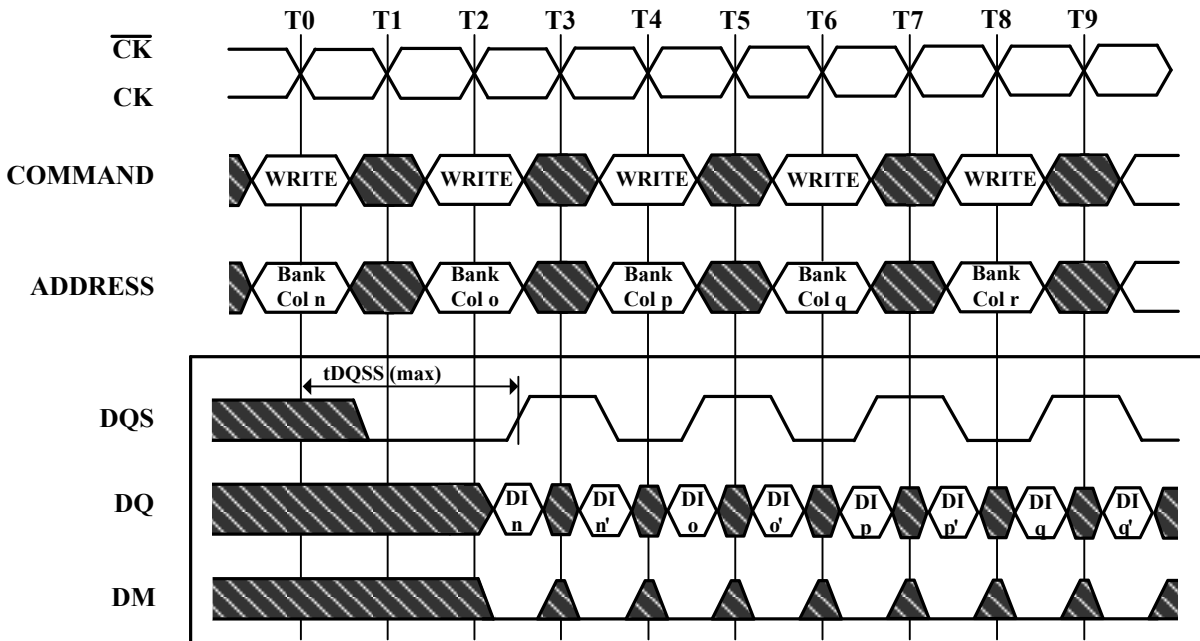 T0 T1 T2 T3 T4 T5 T6 T7 T8 T9
CK
CK
COMMAND WRITE WRITE WRITE WRITE WRITE
ADDRESS
Bank Bank Bank Bank Bank
Col n Col o Col p Col q Col r
tDQSS (max)
DQS
DQ
DI DI DI DI DI DI DI DI
n n' o o' p p' q q'
DM